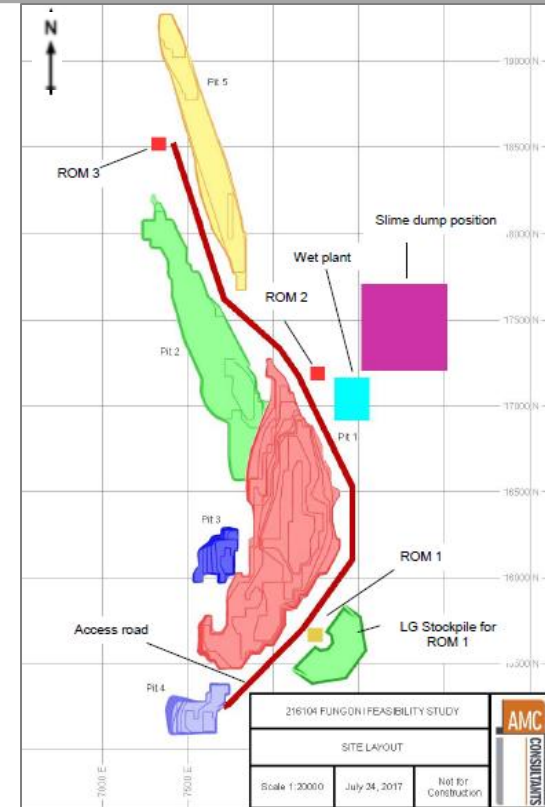 N
19000 N
Pit 5
18500 N
ROM 3
Slime dump position
18000 N
Wet plant
ROM 2
17500 N
Pit 2
17000 N
Pit 1
16500 N
Pit 3
ROM 1
16000 N
Access road
LG Stockpile for
ROM 1
Pit 4
7000 E
7500 E
216104 FUNGONI FEASIBILITY STUDY
SITE LAYOUT
Scale 1:20000
July 24, 2017
Not for
Construction
AMC
CONSULTANTS